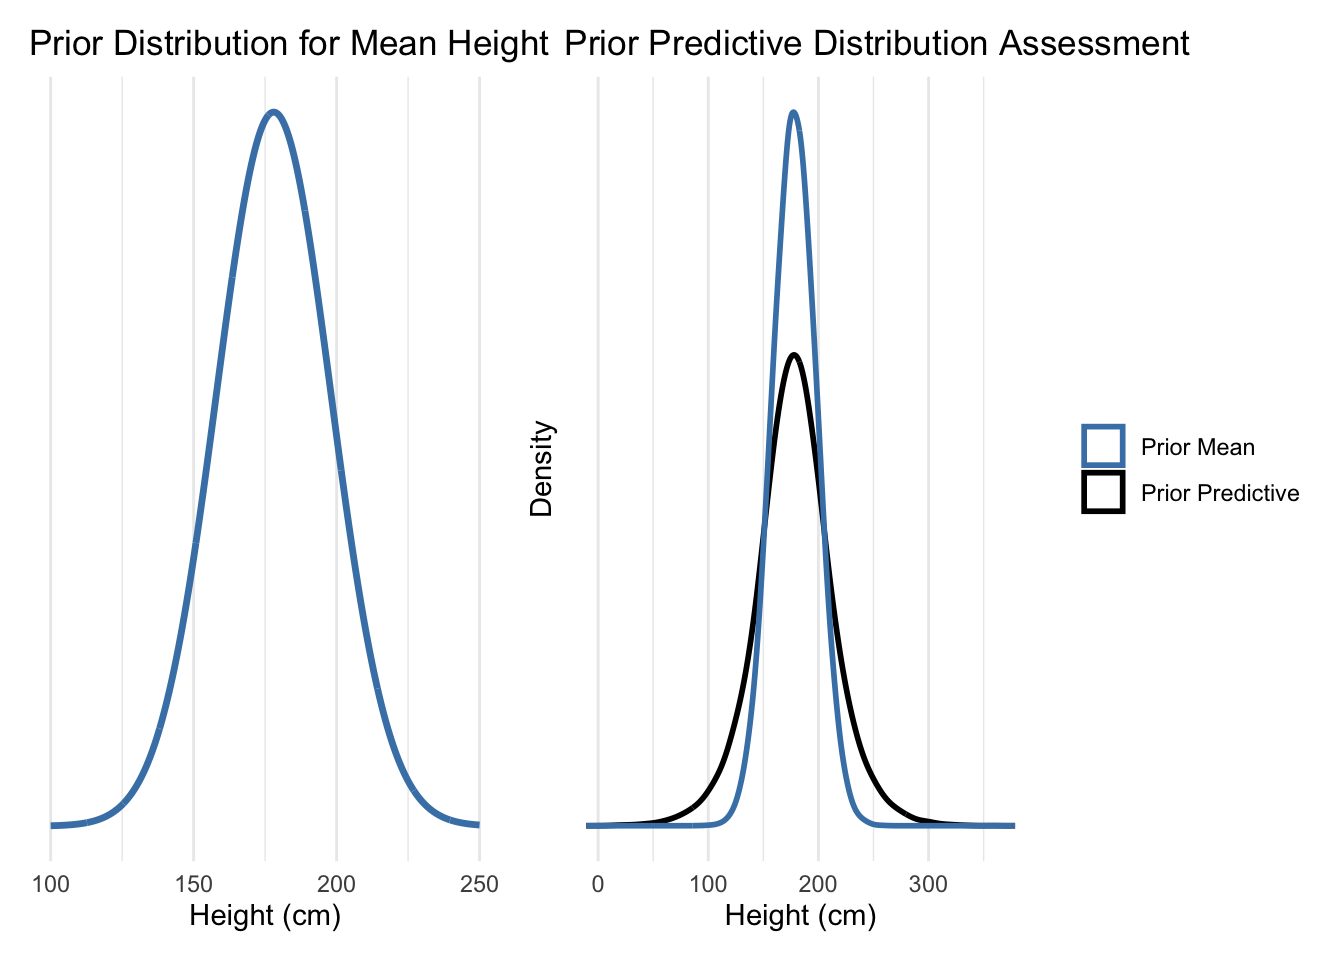 Prior Distribution for Mean Height
100 150 200 250
Height (cm)
Prior Predictive Distribution Assessment
Density
0 100 200 300
Height (cm)
Prior Mean
Prior Predictive